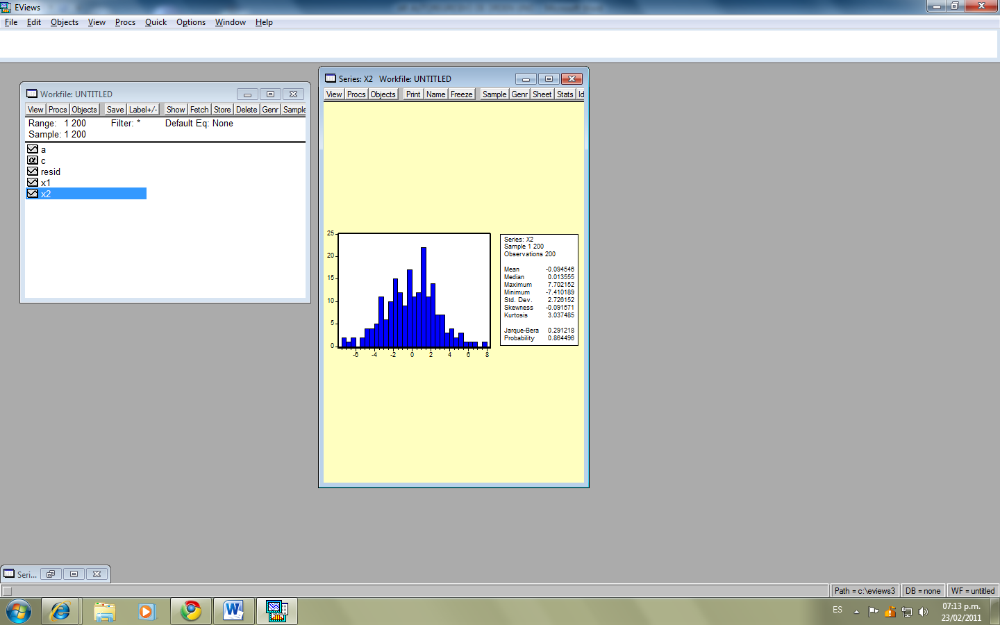 EViews
File Edit Objects View Procs Quick Options Window Help
Workfile: UNTITLED
View Procs Objects Save Label+/- Show Fetch Store Delete Genr Sample
Range: 1 200 Filter: * Default Eq: None
Sample: 1 200
a
c
resid
x1
x2
Series: X2 Workfile: UNTITLED
View Procs Objects Print Name Freeze Sample Genr Sheet Stats Id
25
20
15
10
5
0
-6 -4 -2 0 2 4 6 8
Series: X2
Sample 1 200
Observations 200
Mean -0.094546
Median 0.013555
Maximum 7.702152
Minimum -7.410189
Std. Dev. 2.726152
Skewness -0.091571
Kurtosis 3.037485
Jarque-Bera 0.291218
Probability 0.864496
Seri...
Path = c:\eviews3 DB = none WF = untitled
ES
07:13 p.m.
23/02/2011